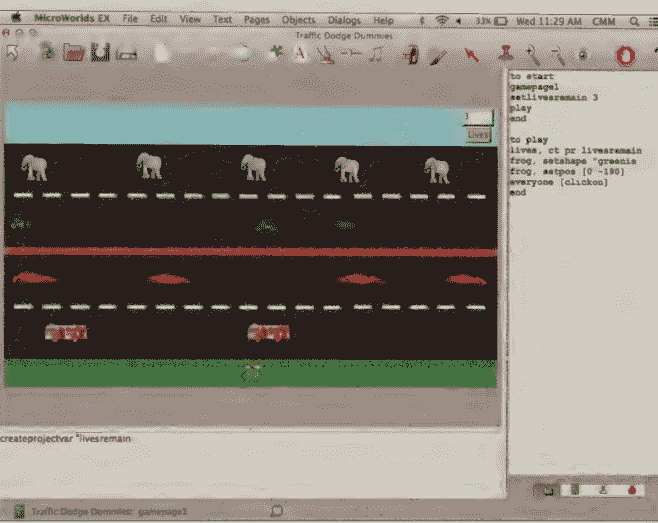 MicroWorlds EX File Edit View Text Pages Objects Dialogs Help 33% Wed 11:29 AM CMM
Traffic Dodge Dummies
to start
gamepage1
setlivesremain 3
play
end
to play
lives, ct pr livesremain
frog, setshape "greenie
frog, setpos [0 -190]
everyone [clickon]
end
3
Lives
createprojectvar "livesremain
Traffic Dodge Dummies: gamepage1